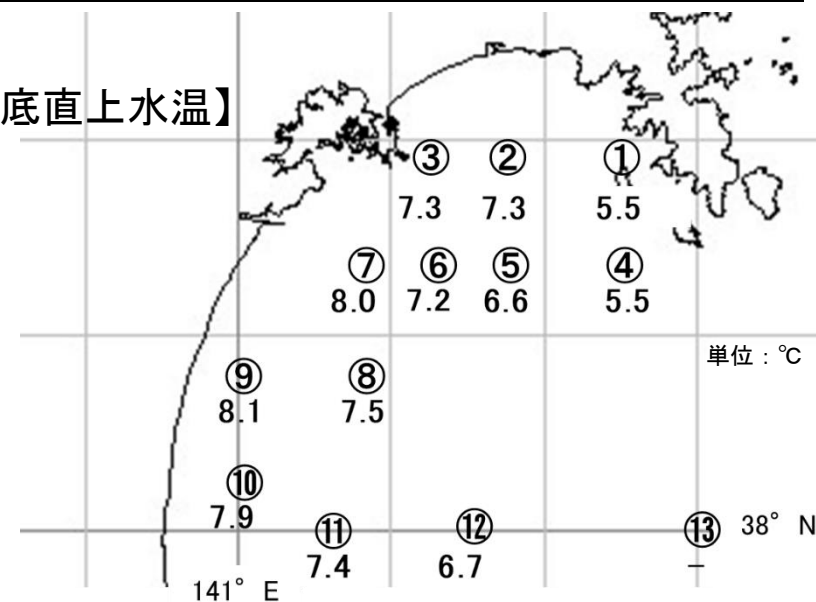 底直上水温】
③ ② ①
7.3 7.3 5.5
⑦ ⑥ ⑤ ④
8.0 7.2 6.6 5.5
単位：℃
⑨ ⑧
8.1 7.5
⑩
7.9
⑪ ⑫ ⑬ 38° N
7.4 6.7 −
141° E